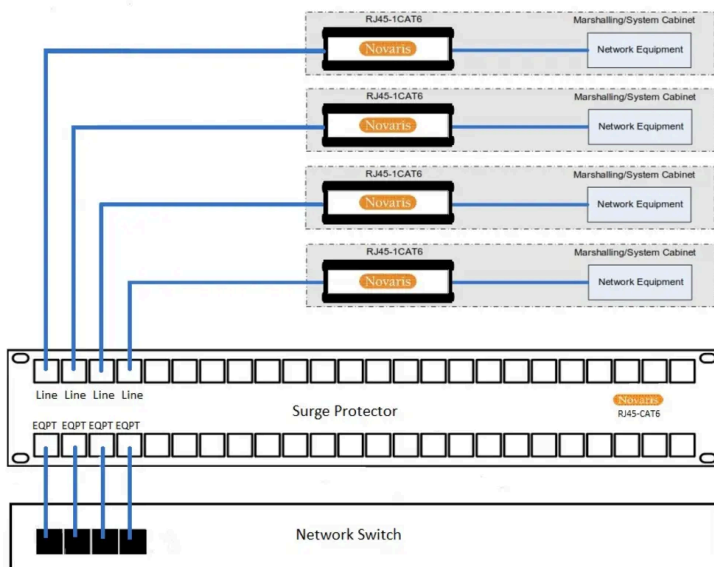 RJ45-1CAT6
Marshalling/System Cabinet
Novaris
Network Equipment
RJ45-1CAT6
Marshalling/System Cabinet
Novaris
Network Equipment
RJ45-1CAT6
Marshalling/System Cabinet
Novaris
Network Equipment
RJ45-1CAT6
Marshalling/System Cabinet
Novaris
Network Equipment
Line Line Line Line
Surge Protector
Novaris
RJ45-CAT6
EQPT EQPT EQPT EQPT
Network Switch